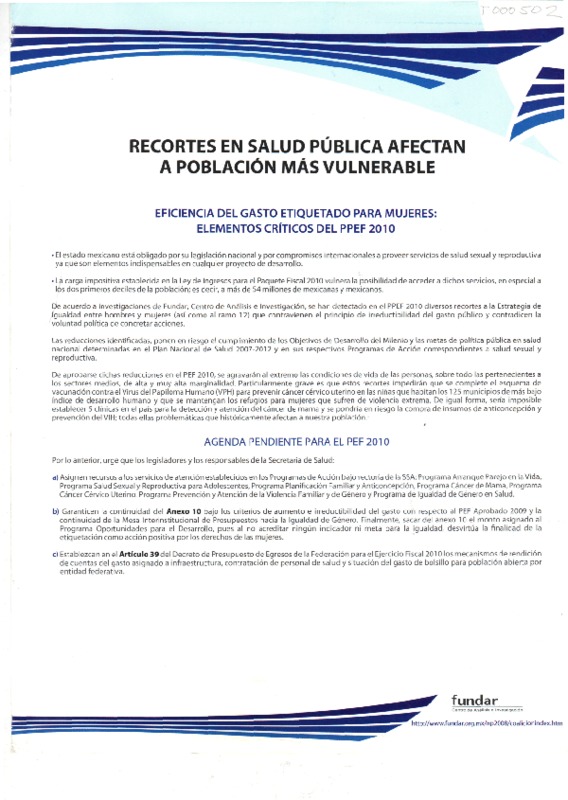 T000502
RECORTES EN SALUD PÚBLICA AFECTAN
A POBLACIÓN MÁS VULNERABLE
EFICIENCIA DEL GASTO ETIQUETADO PARA MUJERES:
ELEMENTOS CRÍTICOS DEL PPEF 2010
• El estado mexicano está obligado por su legislación nacional y por compromisos internacionales a proveer servicios de salud sexual y reproductiva
ya que son elementos indispensables en cualquier proyecto de desarrollo.
• La carga impositiva establecida en la Ley de Ingresos para el Paquete Fiscal 2010 vulnera la posibilidad de acceder a dichos servicios, en especial a
los dos primeros deciles de la población; es decir, a más de 54 millones de mexicanas y mexicanos.
De acuerdo a investigaciones de Fundar, Centro de Análisis e Investigación, se han detectado en el PPEF 2010 diversos recortes a la Estrategia de
Igualdad entre hombres y mujeres (así como al ramo 12) que contravienen el principio de irreductibilidad del gasto público y contradicen la
voluntad política de concretar acciones.
Las reducciones identificadas, ponen en riesgo el cumplimiento de los Objetivos de Desarrollo del Milenio y las metas de política pública en salud
nacional determinadas en el Plan Nacional de Salud 2007-2012 y en sus respectivos Programas de Acción correspondientes a salud sexual y
reproductiva.
De aprobarse dichas reducciones en el PEF 2010, se agravarán al extremo las condiciones de vida de las personas, sobre todo las pertenecientes a
los sectores medios, de alta y muy alta marginalidad. Particularmente grave es que estos recortes impedirán que se complete el esquema de
vacunación contra el Virus del Papiloma Humano (VPH) para prevenir cáncer cérvico uterino en las niñas que habitan los 125 municipios de más bajo
índice de desarrollo humano y que se mantengan los refugios para mujeres que sufren de violencia extrema. De igual forma, sería imposible
establecer 5 clínicas en el país para la detección y atención del cáncer de mama y se pondría en riesgo la compra de insumos de anticoncepción y
prevención del VIH; todas ellas problemáticas que históricamente afectan a nuestra población.
AGENDA PENDIENTE PARA EL PEF 2010
Por lo anterior, urge que los legisladores y los responsables de la Secretaría de Salud:
a) Asignen recursos a los servicios de atención establecidos en los Programas de Acción bajo rectoría de la SSA: Programa Arranque Parejo en la Vida,
Programa Salud Sexual y Reproductiva para Adolescentes, Programa Planificación Familiar y Anticoncepción, Programa Cáncer de Mama, Programa
Cáncer Cérvico Uterino, Programa Prevención y Atención de la Violencia Familiar y de Género y Programa de Igualdad de Género en Salud.
b) Garanticen la continuidad del Anexo 10 bajo los criterios de aumento e irreductibilidad del gasto con respecto al PEF Aprobado 2009 y la
continuidad de la Mesa Interinstitucional de Presupuestos hacia la Igualdad de Género. Finalmente, sacar del anexo 10 el monto asignado al
Programa Oportunidades para el Desarrollo, pues al no acreditar ningún indicador ni meta para la igualdad, desvirtúa la finalidad de la
etiquetación como acción positiva por los derechos de las mujeres.
c) Establezcan en el Artículo 39 del Decreto de Presupuesto de Egresos de la Federación para el Ejercicio Fiscal 2010 los mecanismos de rendición
de cuentas del gasto asignado a infraestructura, contratación de personal de salud y situación del gasto de bolsillo para población abierta por
entidad federativa.
fundar
Centro de Análisis e Investigación
http://www.fundar.org.mx/np2008/coalicionindex.htm